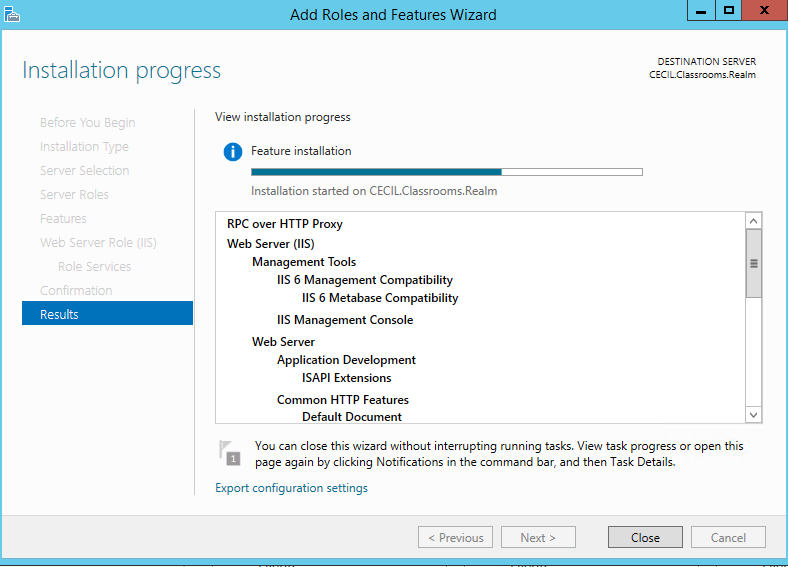 Add Roles and Features Wizard
Installation progress
DESTINATION SERVER
CECIL.Classrooms.Realm
Before You Begin
Installation Type
Server Selection
Server Roles
Features
Web Server Role (IIS)
Role Services
Confirmation
Results
View installation progress
Feature installation
Installation started on CECIL.Classrooms.Realm
RPC over HTTP Proxy
Web Server (IIS)
Management Tools
IIS 6 Management Compatibility
IIS 6 Metabase Compatibility
IIS Management Console
Web Server
Application Development
ISAPI Extensions
Common HTTP Features
Default Document
1
You can close this wizard without interrupting running tasks. View task progress or open this
page again by clicking Notifications in the command bar, and then Task Details.
Export configuration settings
< Previous
Next >
Close
Cancel